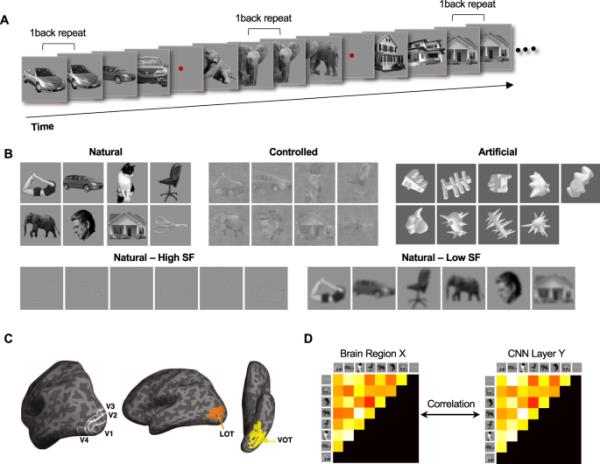 1back repeat
1back repeat
1back repeat
A
Time
B
Natural
Controlled
Artificial
Natural – High SF
Natural – Low SF
C
V3
V2
V1
V4
LOT
VOT
D
Brain Region X
CNN Layer Y
Correlation